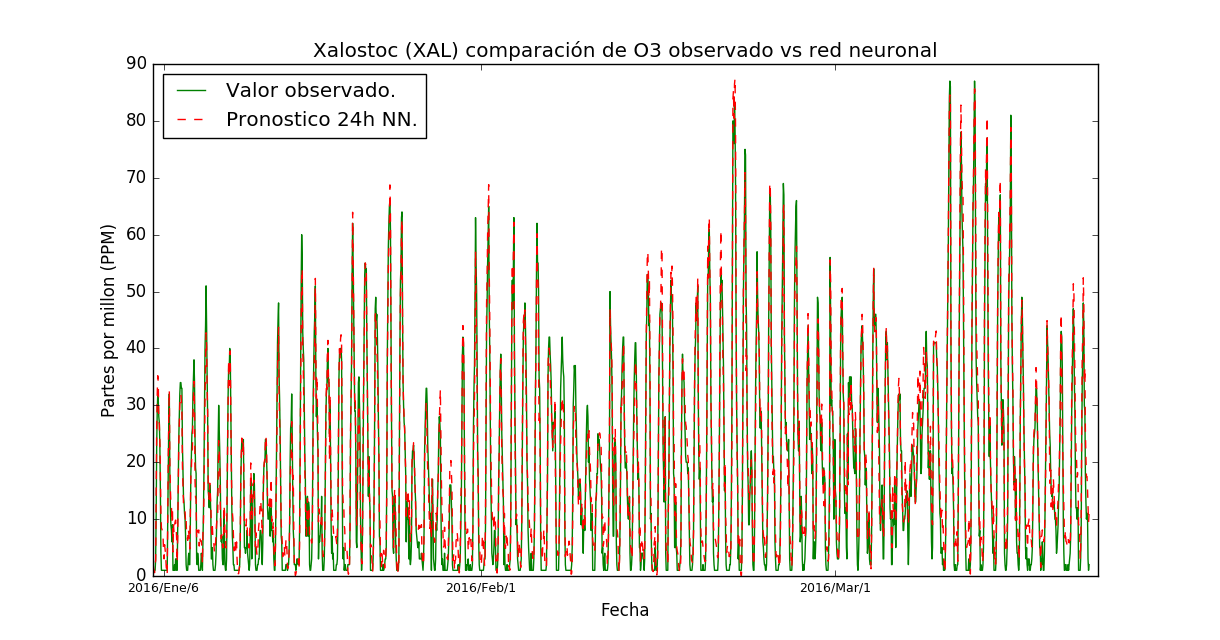 Xalostoc (XAL) comparación de O3 observado vs red neuronal
Valor observado.
Pronostico 24h NN.
Partes por millon (PPM)
90
80
70
60
50
40
30
20
10
0
2016/Ene/6
2016/Feb/1
2016/Mar/1
Fecha